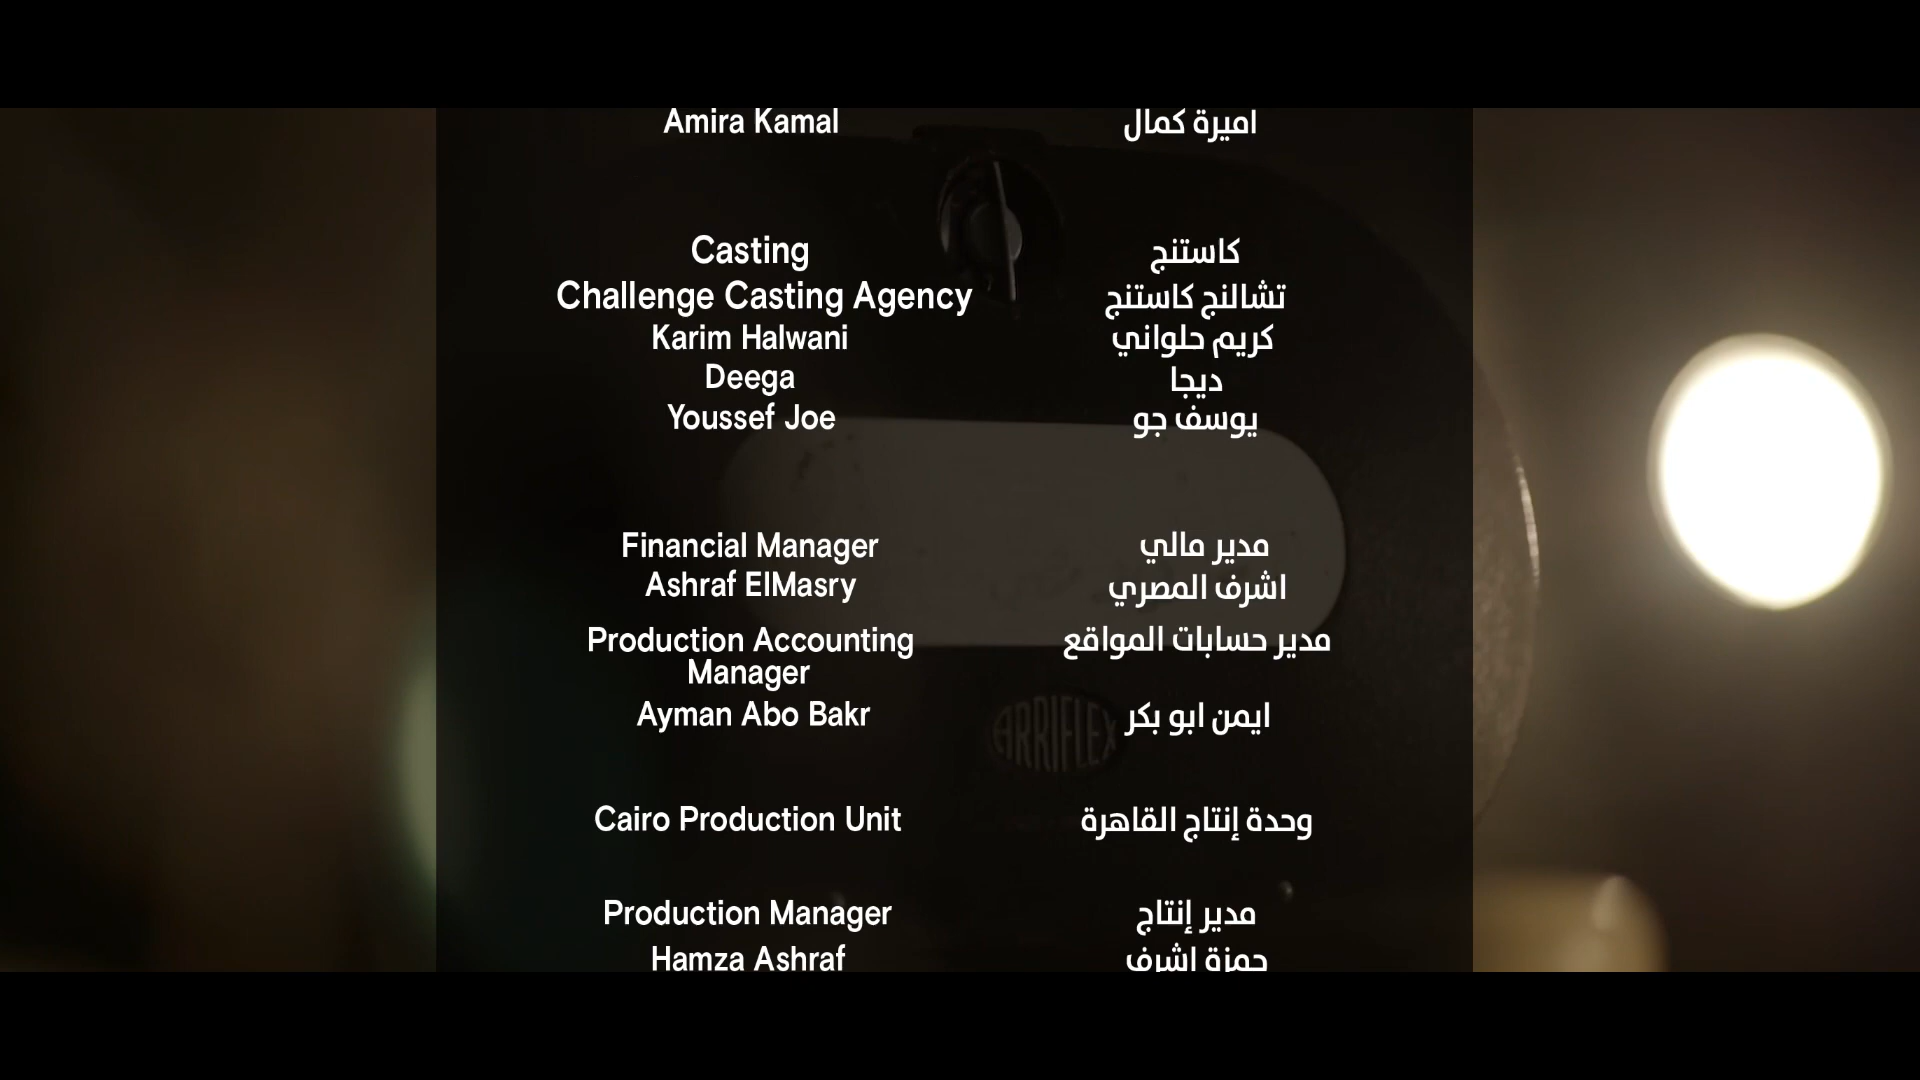 Amira Kamal اميرة كمال
Casting كاستنج
Challenge Casting Agency تشالنج كاستنج
Karim Halwani كريم حلواني
Deega ديجا
Youssef Joe يوسف جو
Financial Manager مدير مالي
Ashraf ElMasry اشرف المصري
Production Accounting مدير حسابات المواقع
Manager
Ayman Abo Bakr ايمن ابو بكر
ARRIFLEX
Cairo Production Unit وحدة إنتاج القاهرة
Production Manager مدير إنتاج
Hamza Ashraf حمزة اشرف